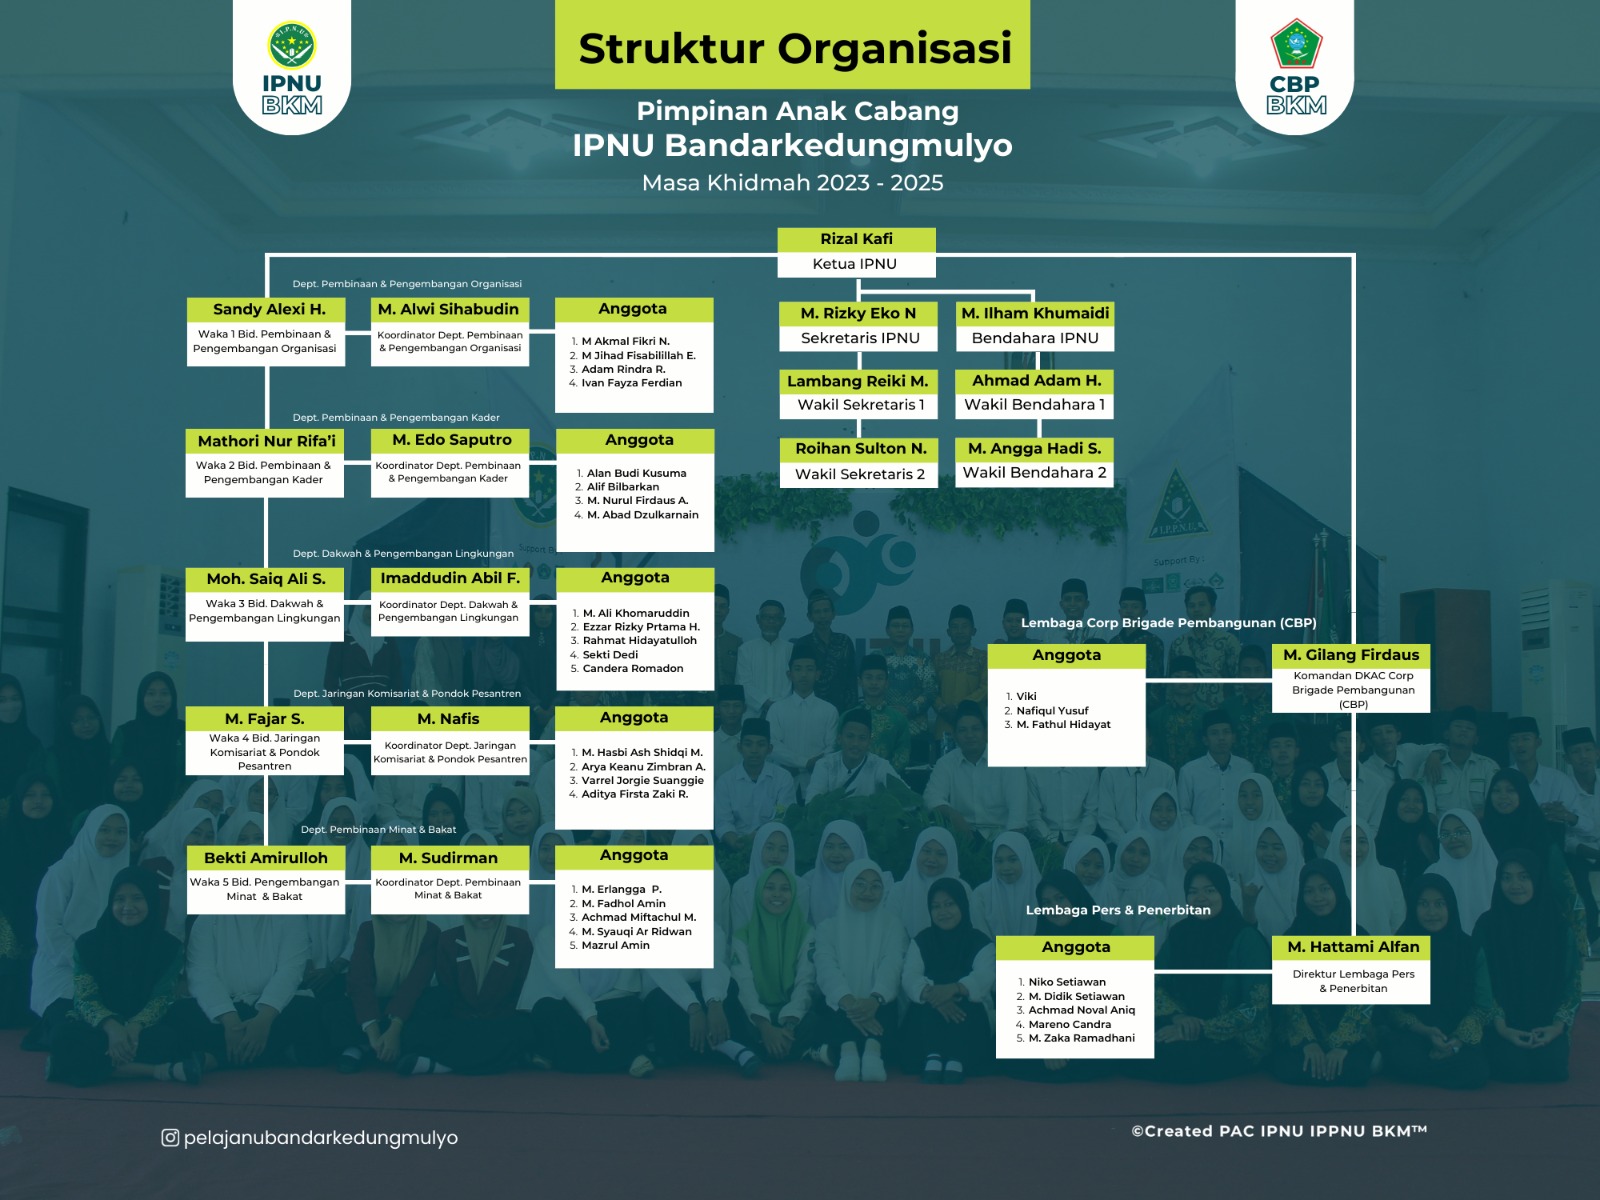 IPNU
BKM
Struktur Organisasi
CBP
BKM
Pimpinan Anak Cabang
IPNU Bandarkedungmulyo
Masa Khidmah 2023 - 2025
Rizal Kafi
Ketua IPNU
M. Rizky Eko N
Sekretaris IPNU
M. Ilham Khumaidi
Bendahara IPNU
Lambang Reiki M.
Wakil Sekretaris 1
Ahmad Adam H.
Wakil Bendahara 1
Roihan Sulton N.
Wakil Sekretaris 2
M. Angga Hadi S.
Wakil Bendahara 2
Dept. Pembinaan & Pengembangan Organisasi
Sandy Alexi H.
Waka 1 Bid. Pembinaan &
Pengembangan Organisasi
M. Alwi Sihabudin
Koordinator Dept. Pembinaan
& Pengembangan Organisasi
Anggota
1. M Akmal Fikri N.
2. M Jihad Fisabilillah E.
3. Adam Rindra R.
4. Ivan Fayza Ferdian
Dept. Pembinaan & Pengembangan Kader
Mathori Nur Rifa'i
Waka 2 Bid. Pembinaan &
Pengembangan Kader
M. Edo Saputro
Koordinator Dept. Pembinaan
& Pengembangan Kader
Anggota
1. Alan Budi Kusuma
2. Alif Bilbarkan
3. M. Nurul Firdaus A.
4. M. Abad Dzulkarnain
Dept. Dakwah & Pengembangan Lingkungan
Moh. Saiq Ali S.
Waka 3 Bid. Dakwah &
Pengembangan Lingkungan
Imaddudin Abil F.
Koordinator Dept. Dakwah &
Pengembangan Lingkungan
Anggota
1. M. Ali Khomaruddin
2. Ezzar Rizky Prtama H.
3. Rahmat Hidayatulloh
4. Sekti Dedi
5. Candera Romadon
Dept. Jaringan Komisariat & Pondok Pesantren
M. Fajar S.
Waka 4 Bid. Jaringan
Komisariat & Pondok
Pesantren
M. Nafis
Koordinator Dept. Jaringan
Komisariat & Pondok Pesantren
Anggota
1. M. Hasbi Ash Shidqi M.
2. Arya Keanu Zimbran A.
3. Varrel Jorgie Suanggie
4. Aditya Firsta Zaki R.
Dept. Pembinaan Minat & Bakat
Bekti Amirulloh
Waka 5 Bid. Pengembangan
Minat & Bakat
M. Sudirman
Koordinator Dept. Pembinaan
Minat & Bakat
Anggota
1. M. Erlangga P.
2. M. Fadhol Amin
3. Achmad Miftachul M.
4. M. Syauqi Ar Ridwan
5. Mazrul Amin
Support By :
Lembaga Corp Brigade Pembangunan (CBP)
Anggota
1. Viki
2. Nafiqul Yusuf
3. M. Fathul Hidayat
M. Gilang Firdaus
Komandan DKAC Corp
Brigade Pembangunan
(CBP)
Lembaga Pers & Penerbitan
Anggota
1. Niko Setiawan
2. M. Didik Setiawan
3. Achmad Noval Aniq
4. Mareno Candra
5. M. Zaka Ramadhani
M. Hattami Alfan
Direktur Lembaga Pers
& Penerbitan
pelajanubandarkedungmulyo
©Created PAC IPNU IPPNU BKM™